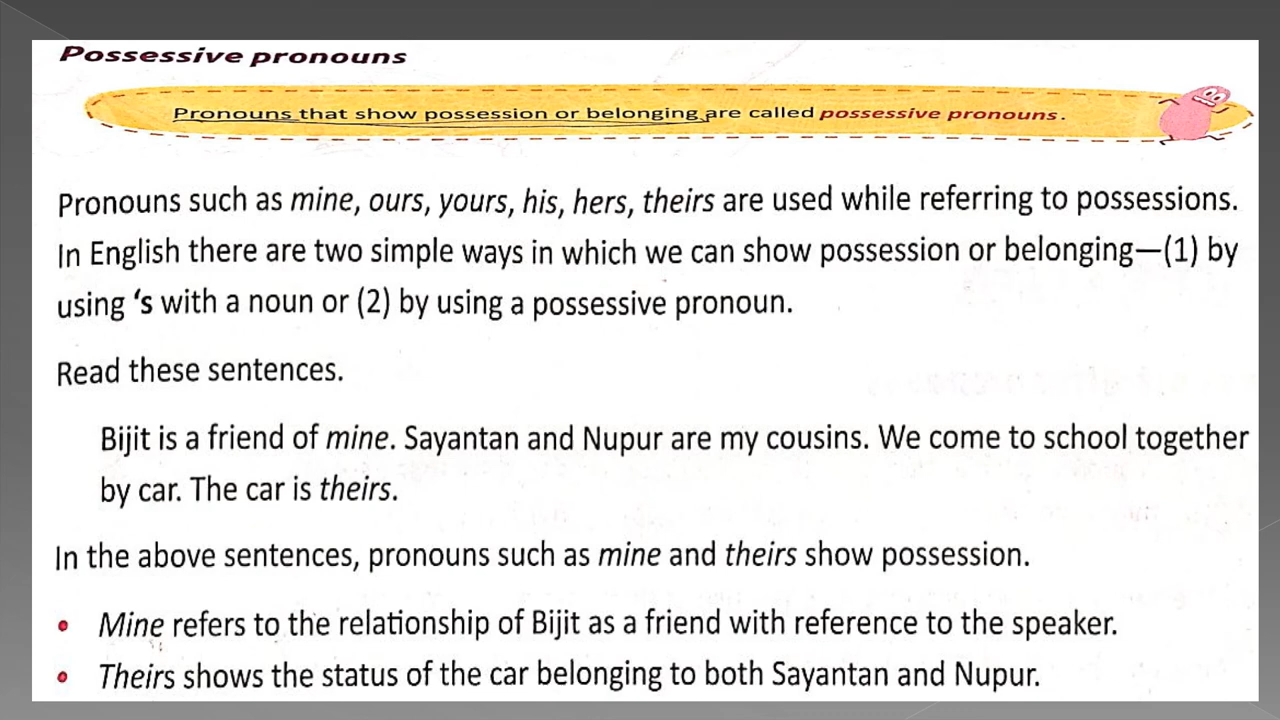 Possessive pronouns
Pronouns that show possession or belonging are called possessive pronouns.
Pronouns such as mine, ours, yours, his, hers, theirs are used while referring to possessions.
In English there are two simple ways in which we can show possession or belonging—(1) by
using ‘s with a noun or (2) by using a possessive pronoun.
Read these sentences.
Bijit is a friend of mine. Sayantan and Nupur are my cousins. We come to school together
by car. The car is theirs.
In the above sentences, pronouns such as mine and theirs show possession.
• Mine refers to the relationship of Bijit as a friend with reference to the speaker.
• Theirs shows the status of the car belonging to both Sayantan and Nupur.